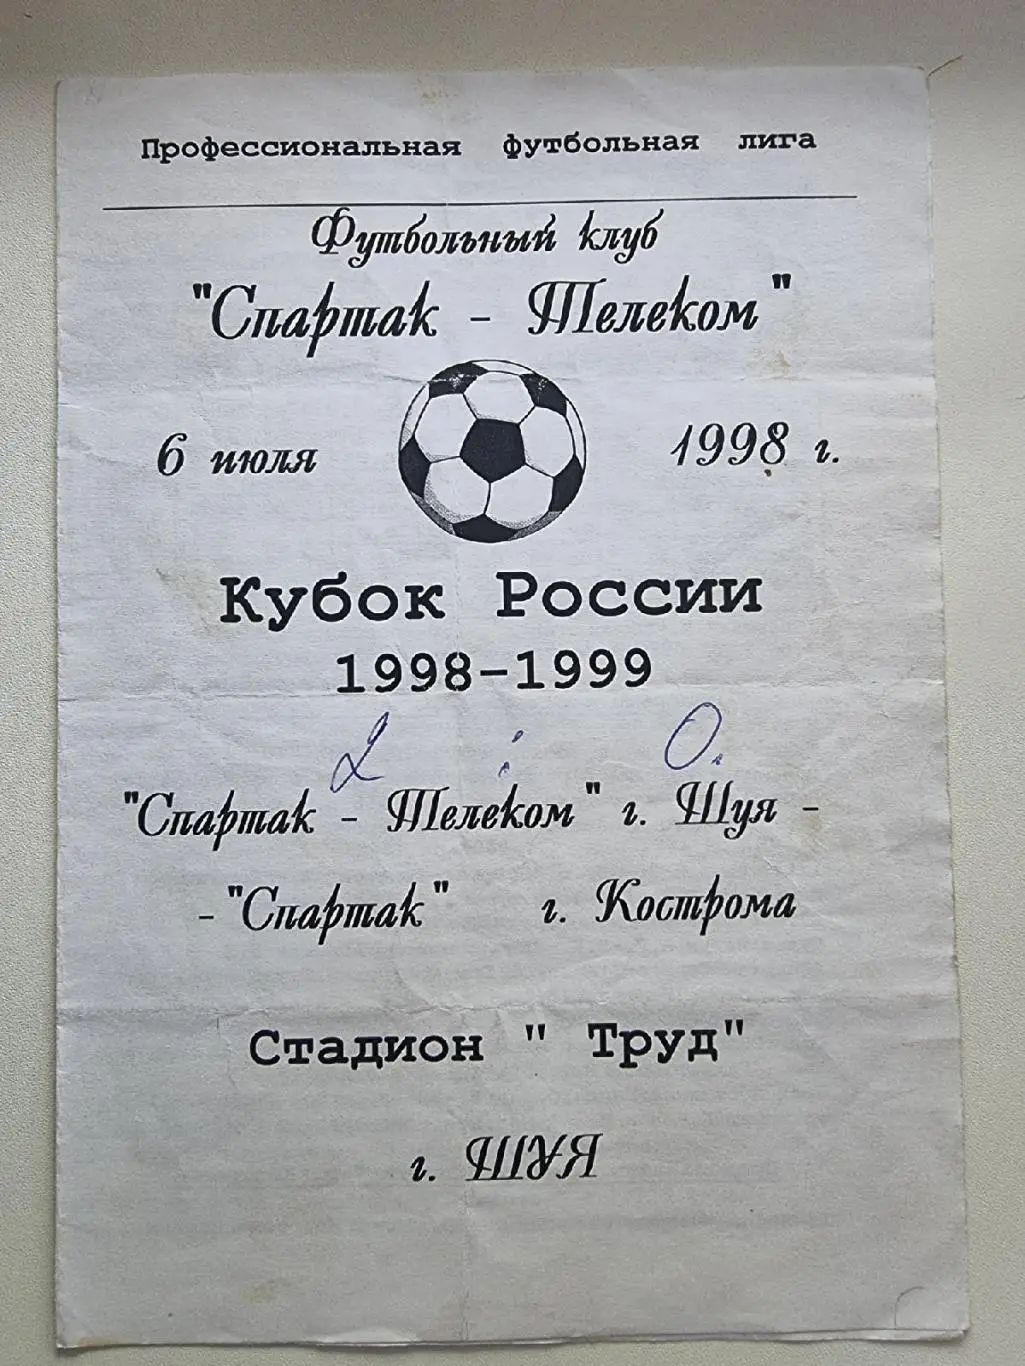 Профессиональная футбольная лига
Футбольный клуб
"Спартак - Телеком"
6 июля 1998 г.
Кубок России
1998-1999
2 : 0.
"Спартак - Телеком" г. Шуя -
- "Спартак" г. Кострома
Стадион " Труд"
г. ШУЯ